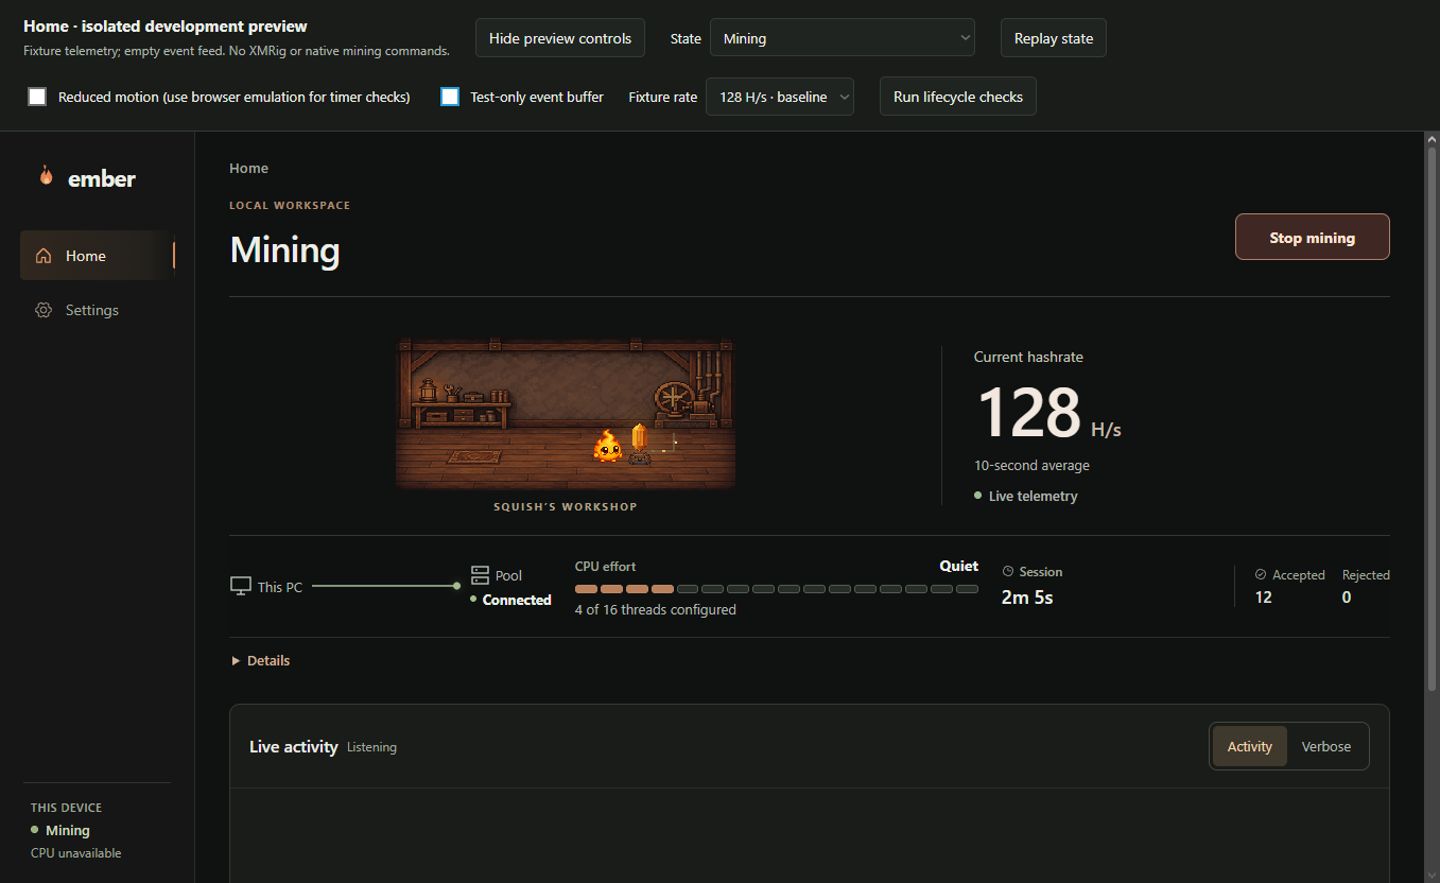 Home · isolated development preview
Fixture telemetry; empty event feed. No XMRig or native mining commands.
Hide preview controls
State
Mining
Replay state
Reduced motion (use browser emulation for timer checks)
Test-only event buffer
Fixture rate
128 H/s · baseline
Run lifecycle checks
ember
Home
Settings
Home
LOCAL WORKSPACE
Mining
Stop mining
SQUISH'S WORKSHOP
Current hashrate
128 H/s
10-second average
Live telemetry
This PC
Pool
Connected
CPU effort
Quiet
4 of 16 threads configured
Session
2m 5s
Accepted
12
Rejected
0
Details
Live activity Listening
Activity
Verbose
THIS DEVICE
Mining
CPU unavailable